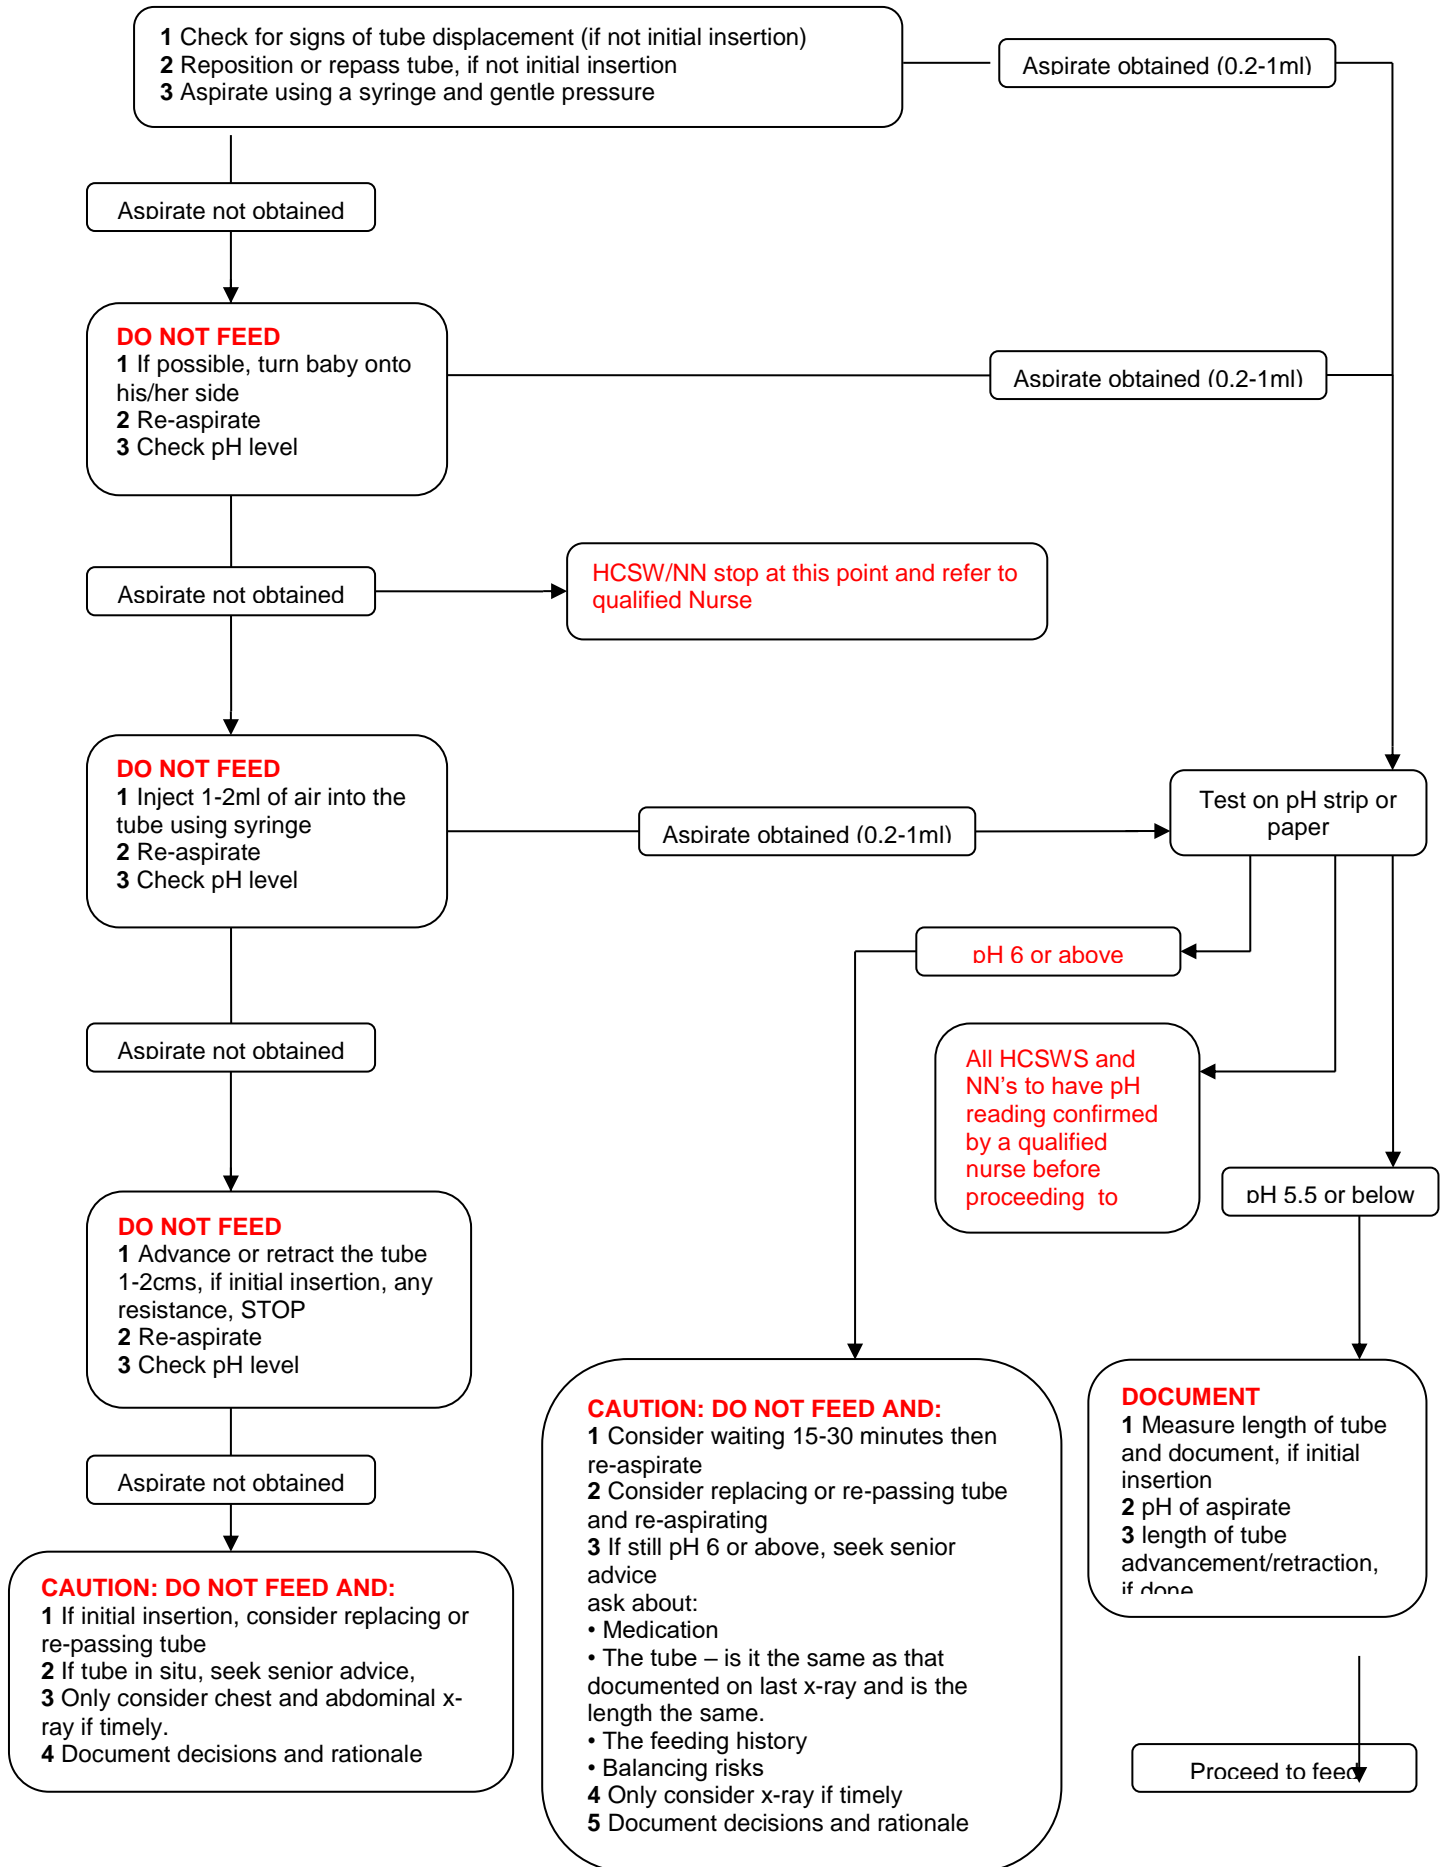 1 Check for signs of tube displacement (if not initial insertion)
2 Reposition or repass tube, if not initial insertion
3 Aspirate using a syringe and gentle pressure
Aspirate obtained (0.2-1ml)
Aspirate not obtained
DO NOT FEED
1 If possible, turn baby onto
his/her side
2 Re-aspirate
3 Check pH level
Aspirate obtained (0.2-1ml)
Aspirate not obtained
HCSW/NN stop at this point and refer to
qualified Nurse
DO NOT FEED
1 Inject 1-2ml of air into the
tube using syringe
2 Re-aspirate
3 Check pH level
Aspirate obtained (0.2-1ml)
Test on pH strip or
paper
pH 6 or above
Aspirate not obtained
All HCSWS and
NN's to have pH
reading confirmed
by a qualified
nurse before
proceeding  to
pH 5.5 or below
DO NOT FEED
1 Advance or retract the tube
1-2cms, if initial insertion, any
resistance, STOP
2 Re-aspirate
3 Check pH level
Aspirate not obtained
CAUTION: DO NOT FEED AND:
1 If initial insertion, consider replacing or
re-passing tube
2 If tube in situ, seek senior advice,
3 Only consider chest and abdominal x-
ray if timely.
4 Document decisions and rationale
CAUTION: DO NOT FEED AND:
1 Consider waiting 15-30 minutes then
re-aspirate
2 Consider replacing or re-passing tube
and re-aspirating
3 If still pH 6 or above, seek senior
advice
ask about:
• Medication
• The tube – is it the same as that
documented on last x-ray and is the
length the same.
• The feeding history
• Balancing risks
4 Only consider x-ray if timely
5 Document decisions and rationale
DOCUMENT
1 Measure length of tube
and document, if initial
insertion
2 pH of aspirate
3 length of tube
advancement/retraction,
if done
Proceed to feed